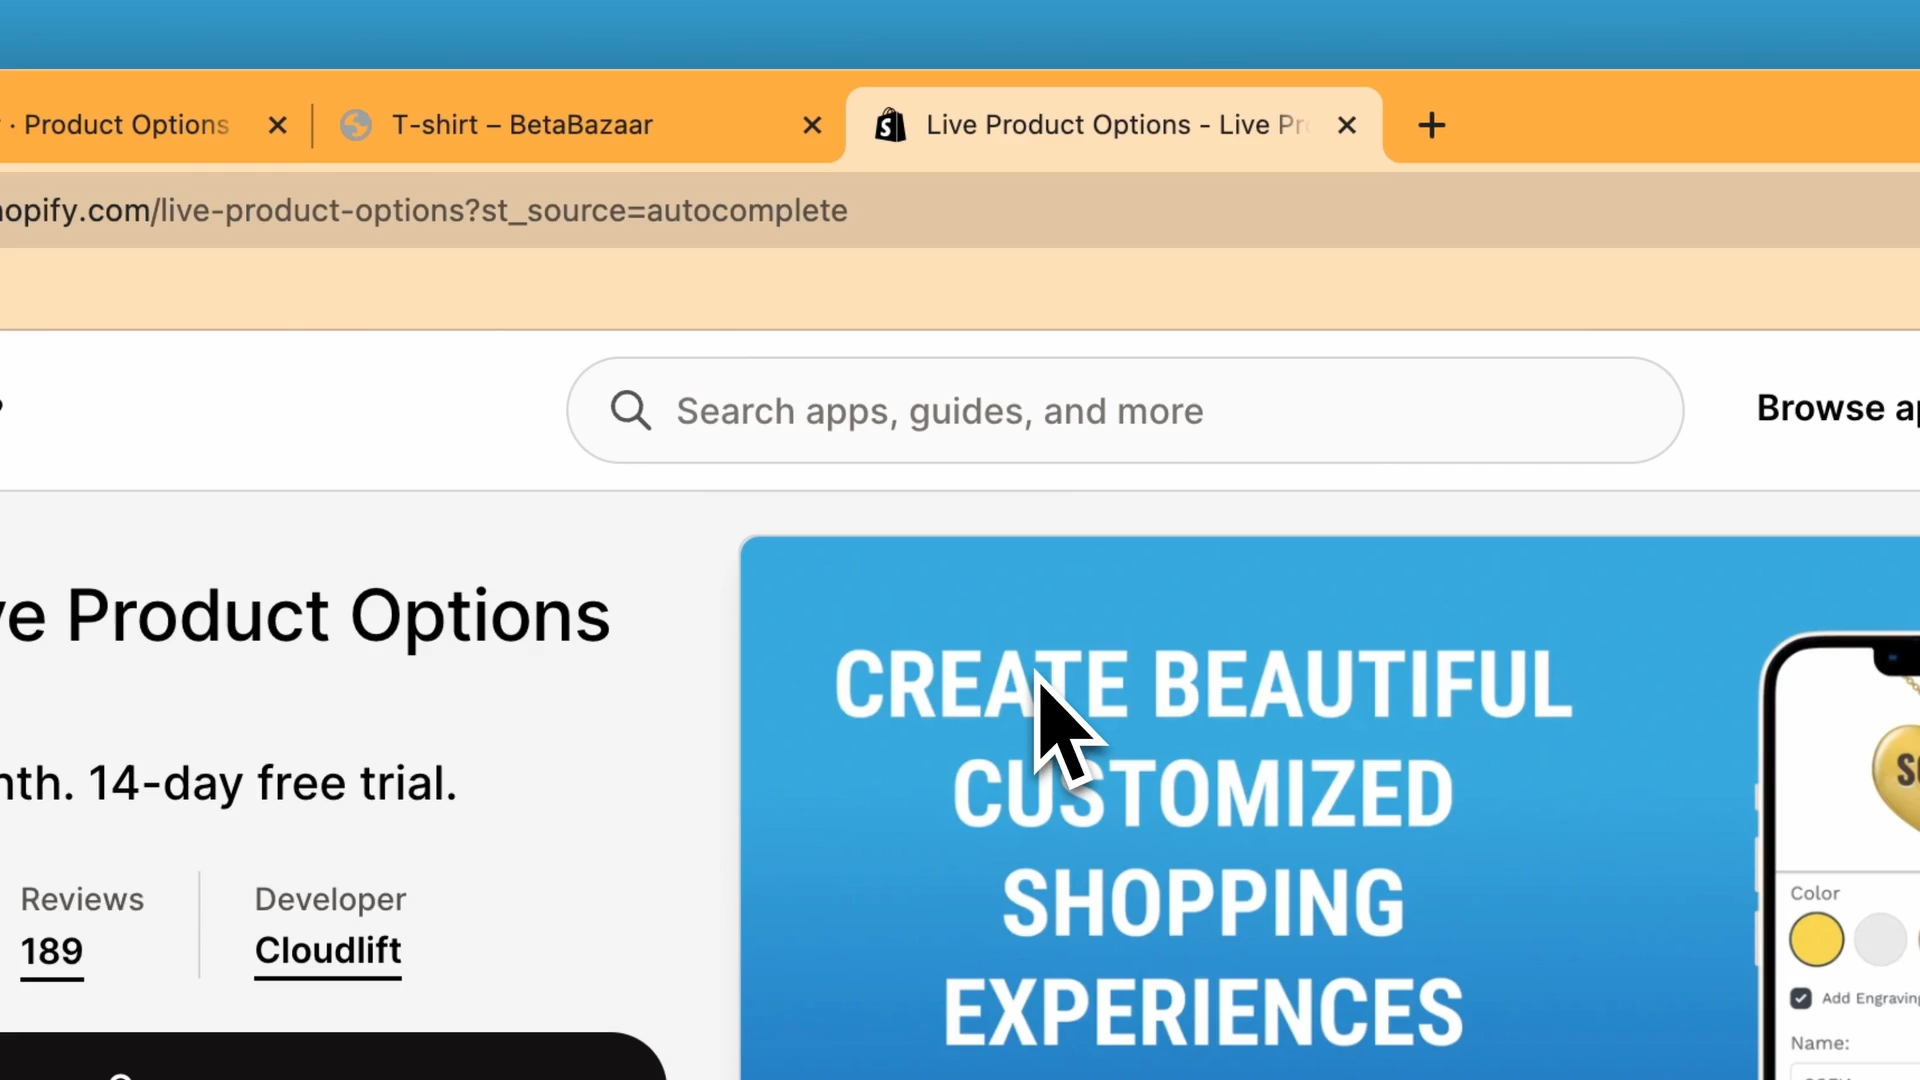 · Product Options
T-shirt – BetaBazaar
Live Product Options - Live Pr
opify.com/live-product-options?st_source=autocomplete
Search apps, guides, and more
Browse ap
ve Product Options
nth. 14-day free trial.
Reviews
189
Developer
Cloudlift
CREATE BEAUTIFUL
CUSTOMIZED
SHOPPING
EXPERIENCES
Color
Add Engraving
Name: